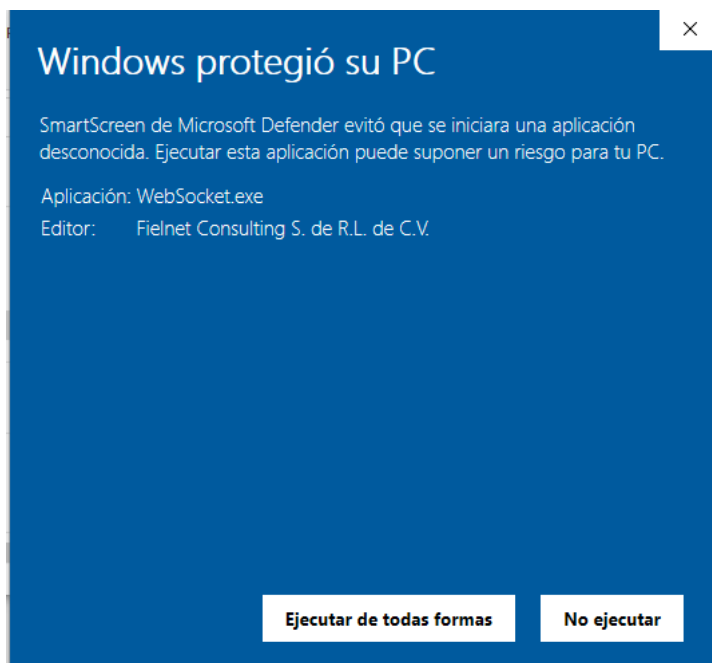 Windows protegió su PC
SmartScreen de Microsoft Defender evitó que se iniciara una aplicación
desconocida. Ejecutar esta aplicación puede suponer un riesgo para tu PC.
Aplicación: WebSocket.exe
Editor: Fielnet Consulting S. de R.L. de C.V.
Ejecutar de todas formas No ejecutar